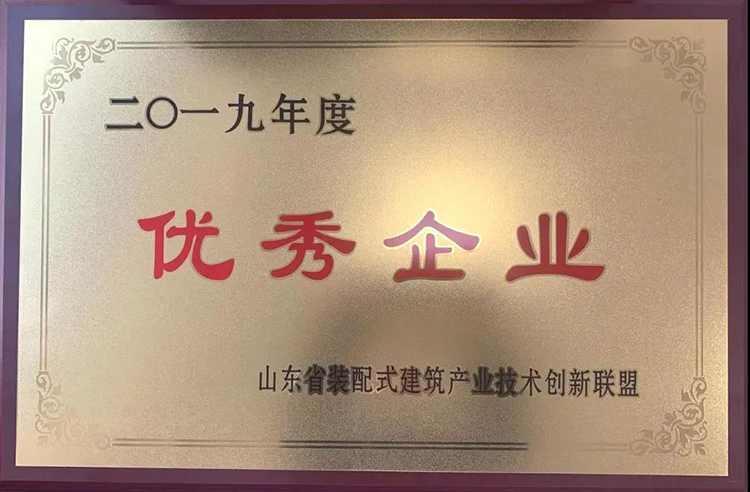 二〇一九年度
优秀企业
山东省装配式建筑产业技术创新联盟